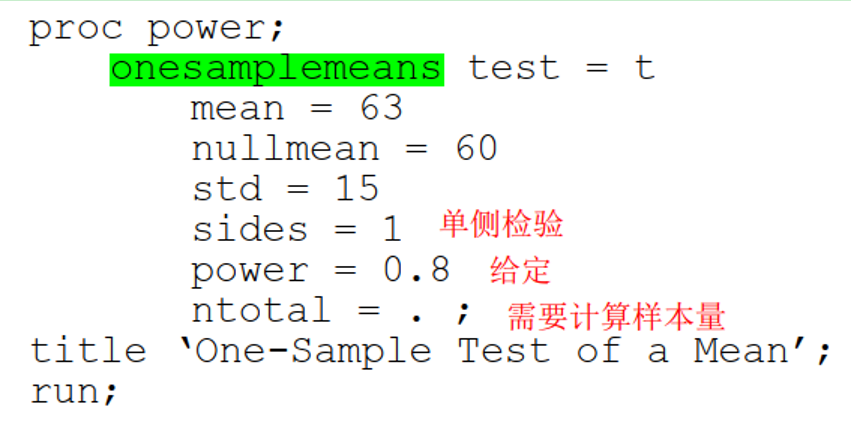 proc power;
onesamplemeans test = t
mean = 63
nullmean = 60
std = 15
sides = 1 单侧检验
power = 0.8 给定
ntotal = . ; 需要计算样本量
title ‘One-Sample Test of a Mean’;
run;